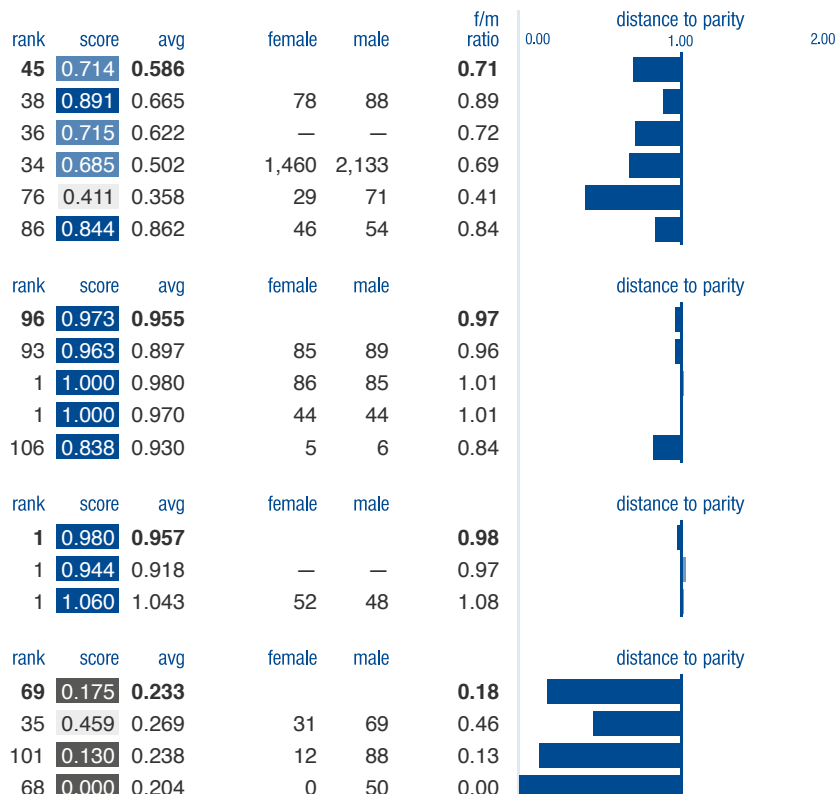 f/m distance to parity
rank score avg female male ratio 0.00 1.00 2.00
45 0.714 0.586 0.71
38 0.891 0.665 78 88 0.89
36 0.715 0.622 — — 0.72
34 0.685 0.502 1,460 2,133 0.69
76 0.411 0.358 29 71 0.41
86 0.844 0.862 46 54 0.84
rank score avg female male distance to parity
96 0.973 0.955 0.97
93 0.963 0.897 85 89 0.96
1 1.000 0.980 86 85 1.01
1 1.000 0.970 44 44 1.01
106 0.838 0.930 5 6 0.84
rank score avg female male distance to parity
1 0.980 0.957 0.98
1 0.944 0.918 — — 0.97
1 1.060 1.043 52 48 1.08
rank score avg female male distance to parity
69 0.175 0.233 0.18
35 0.459 0.269 31 69 0.46
101 0.130 0.238 12 88 0.13
68 0.000 0.204 0 50 0.00